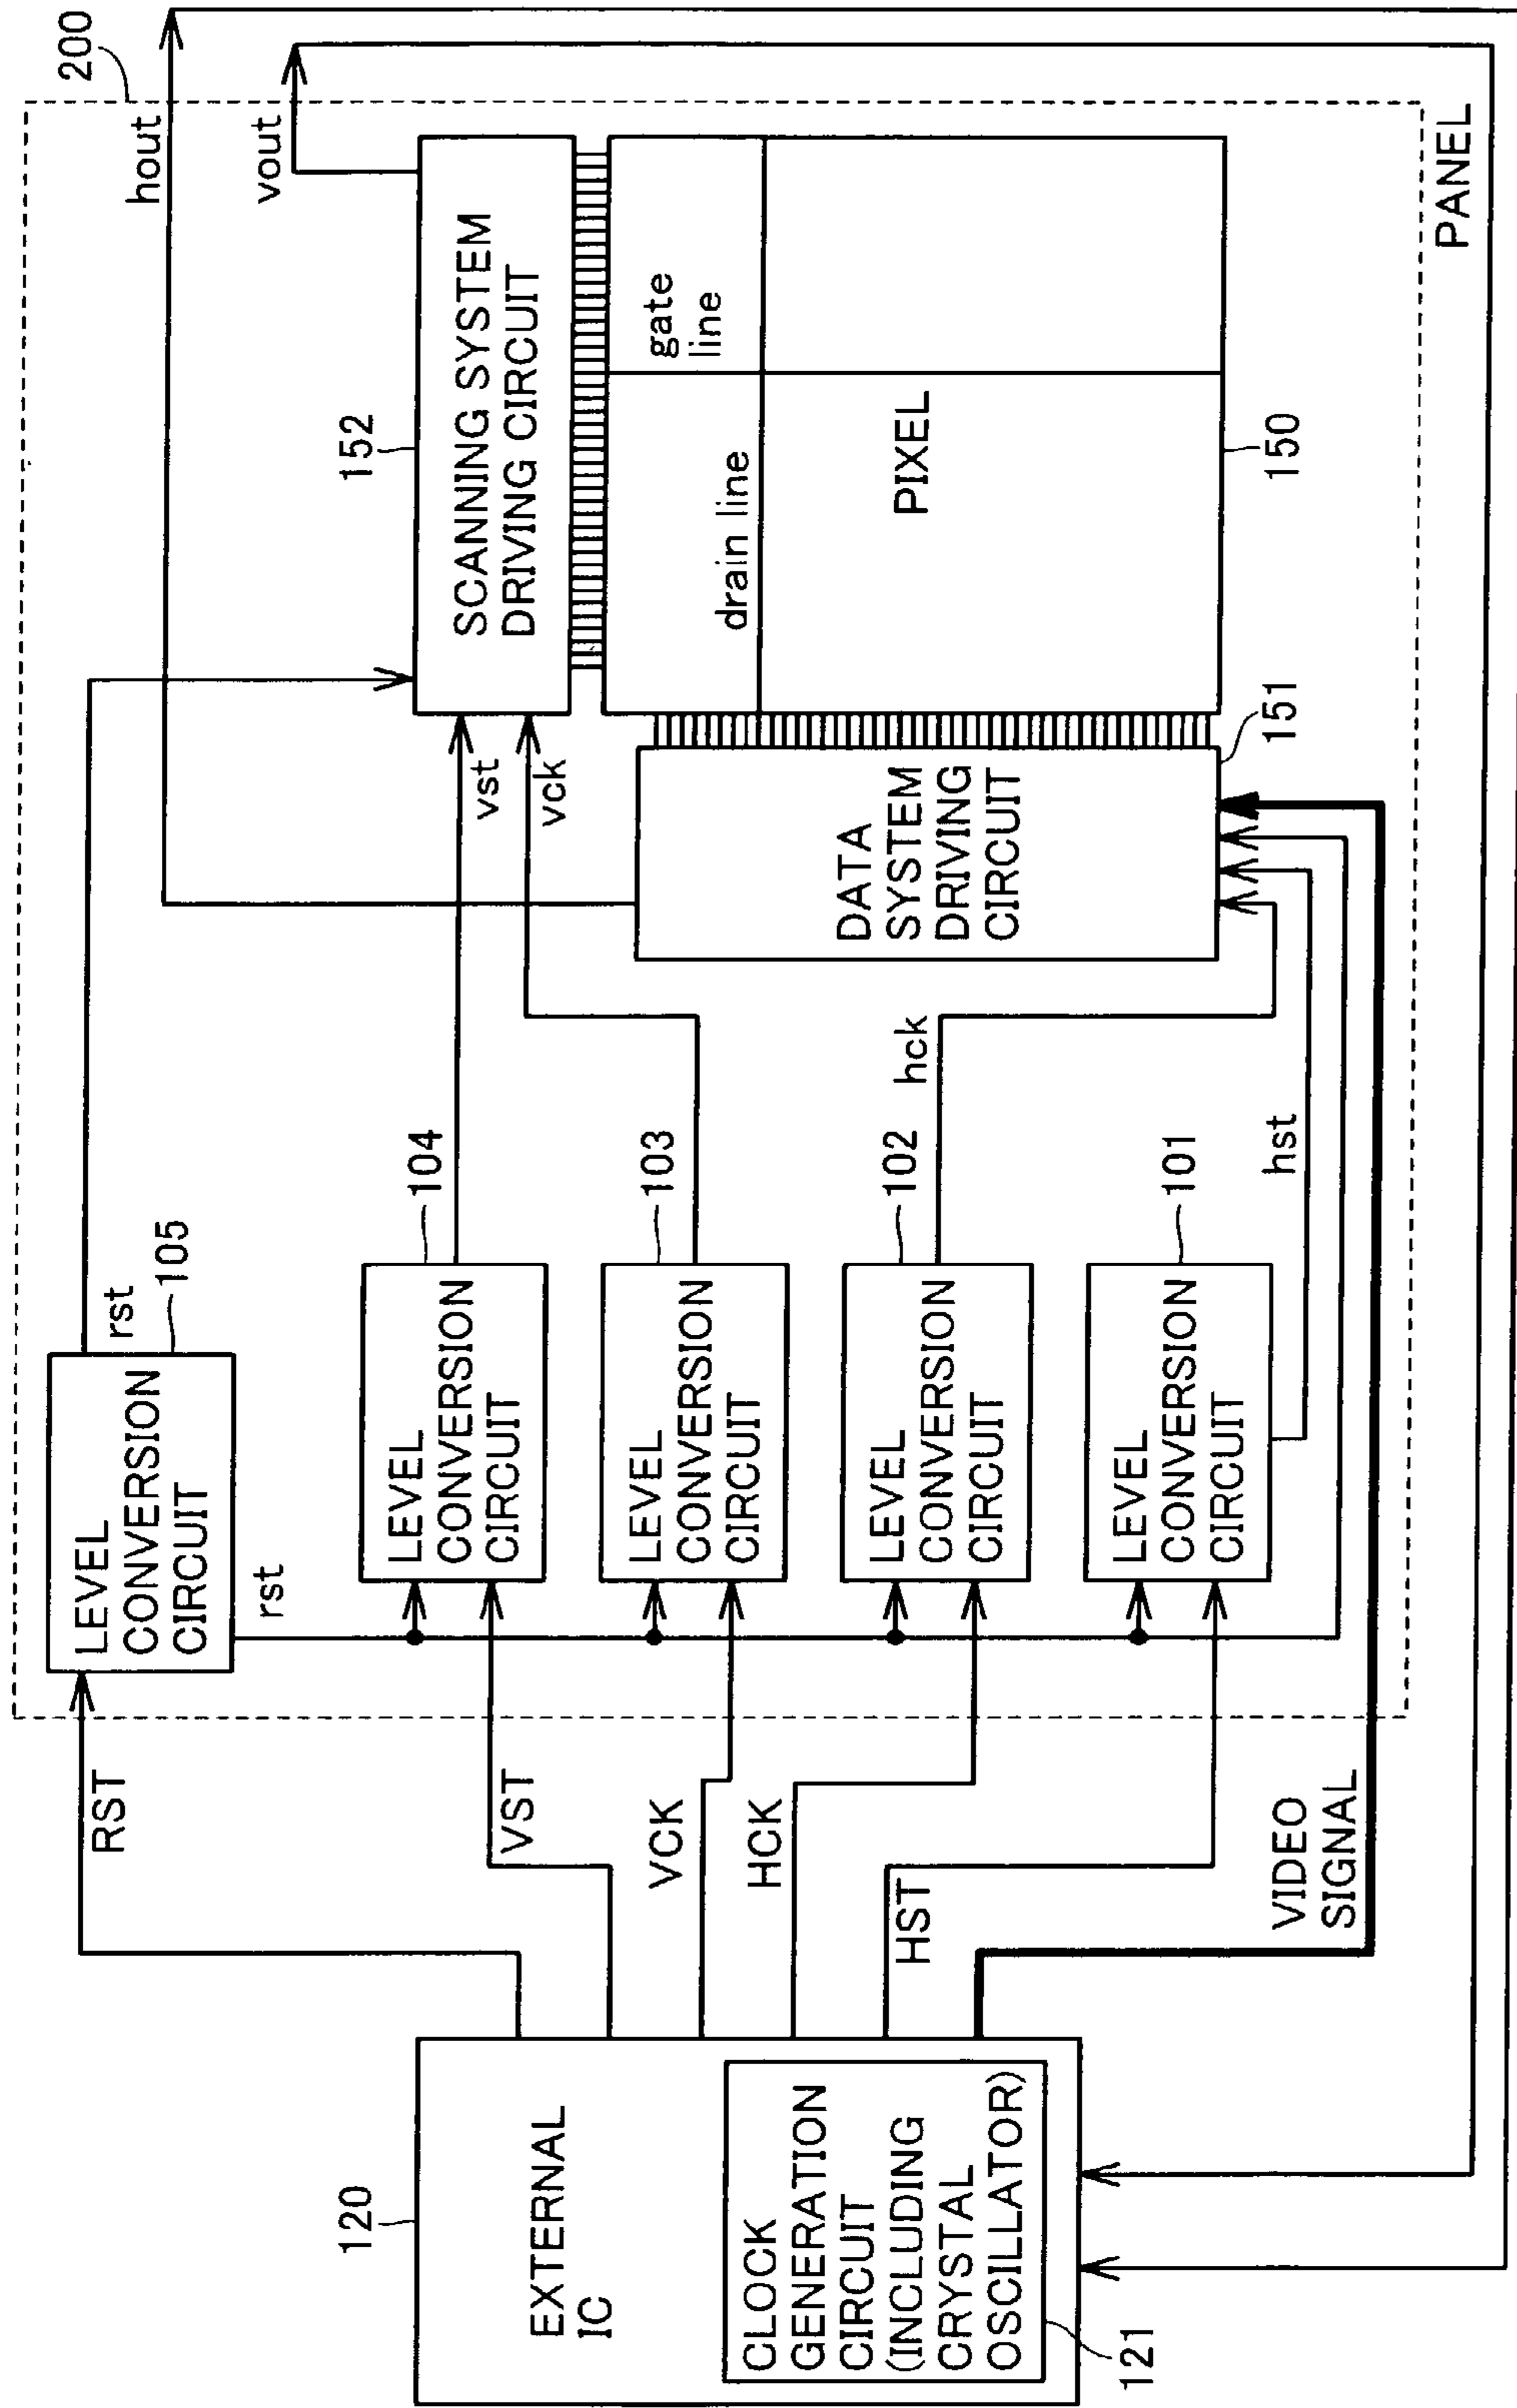 200
hout
vout
PANEL
152
SCANNING SYSTEM
DRIVING CIRCUIT
gate
line
drain line
PIXEL
150
vst
vck
DATA
SYSTEM
DRIVING
CIRCUIT
151
rst
105
LEVEL
CONVERSION
CIRCUIT
rst
104
LEVEL
CONVERSION
CIRCUIT
103
LEVEL
CONVERSION
CIRCUIT
hck
102
LEVEL
CONVERSION
CIRCUIT
hst
101
LEVEL
CONVERSION
CIRCUIT
RST
VST
VCK
HCK
HST
VIDEO
SIGNAL
120
EXTERNAL
IC
CLOCK
GENERATION
CIRCUIT
(INCLUDING
CRYSTAL
OSCILLATOR)
121